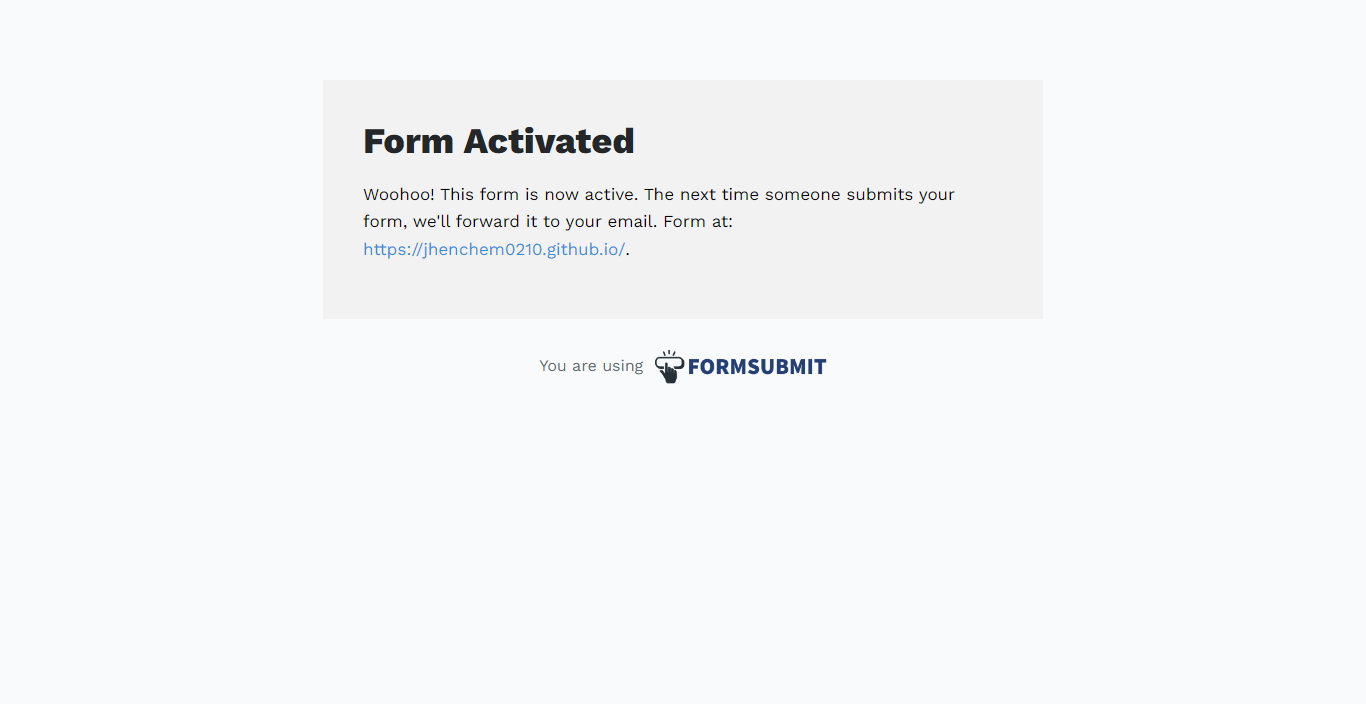 Form Activated
Woohoo! This form is now active. The next time someone submits your
form, we'll forward it to your email. Form at:
https://jhenchem0210.github.io/.
You are using FORMSUBMIT